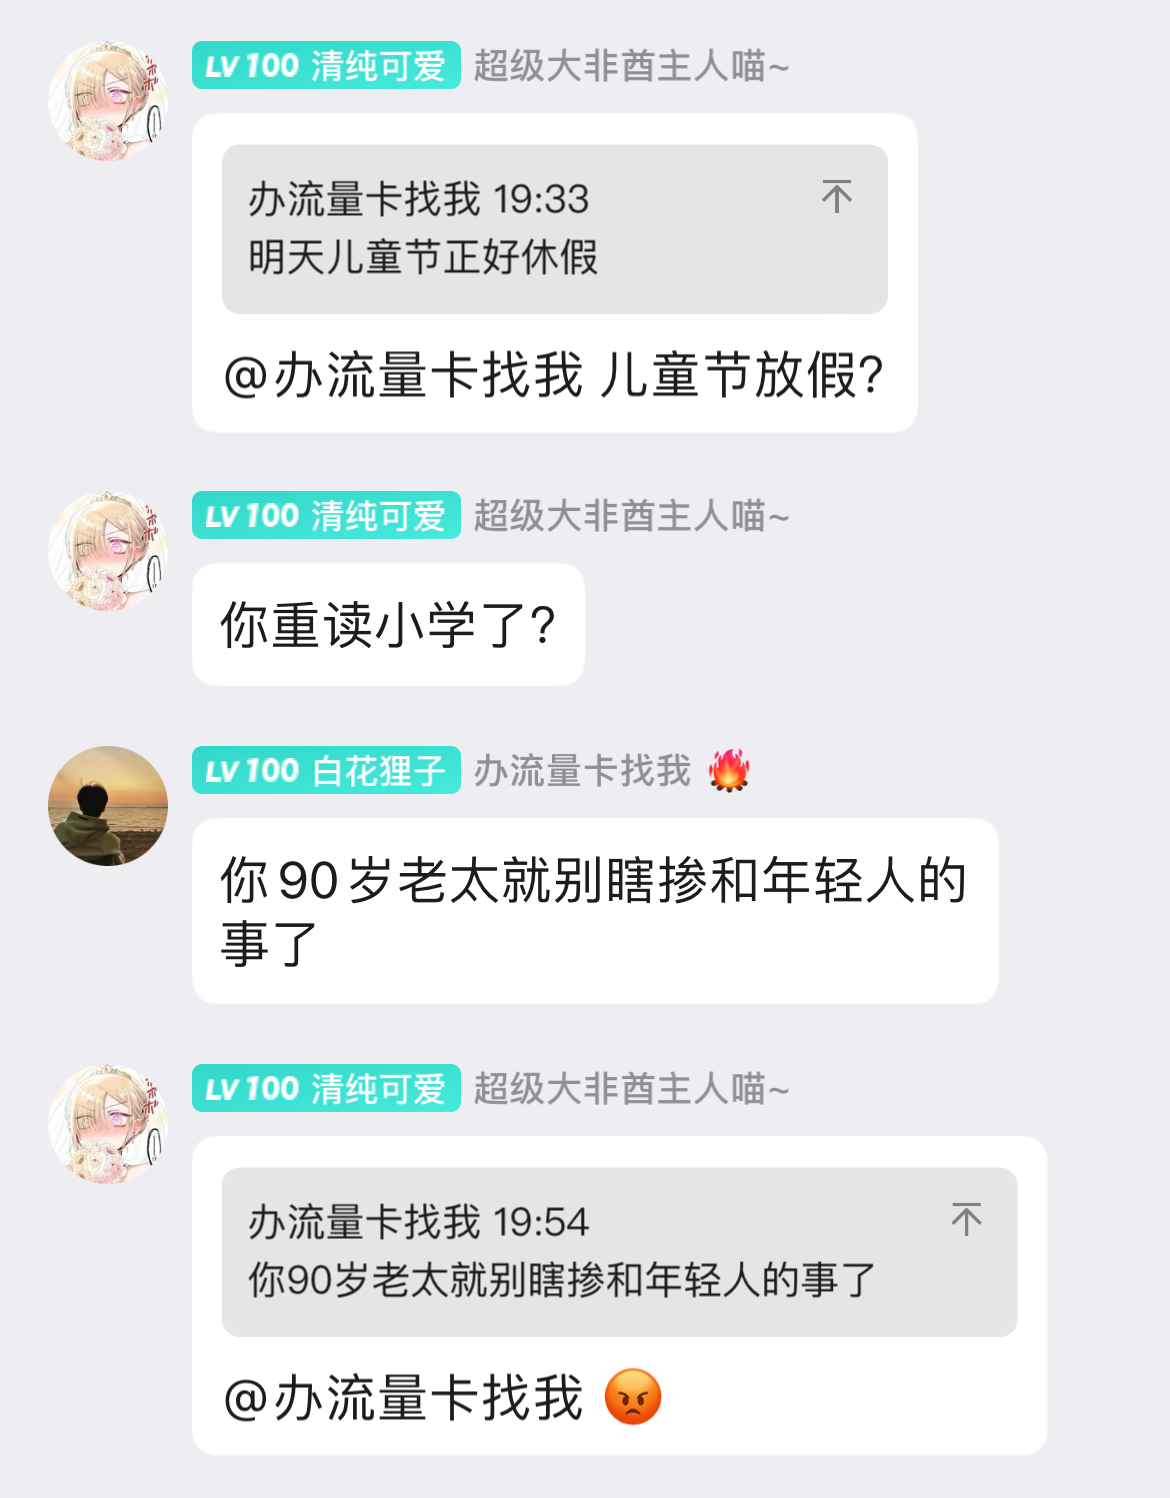 LV 100 清纯可爱 超级大非酋主人喵~
办流量卡找我 19:33
明天儿童节正好休假
@办流量卡找我 儿童节放假?
LV 100 清纯可爱 超级大非酋主人喵~
你重读小学了?
LV 100 白花狸子 办流量卡找我 🔥
你90岁老太就别瞎掺和年轻人的
事了
LV 100 清纯可爱 超级大非酋主人喵~
办流量卡找我 19:54
你90岁老太就别瞎掺和年轻人的事了
@办流量卡找我 😡